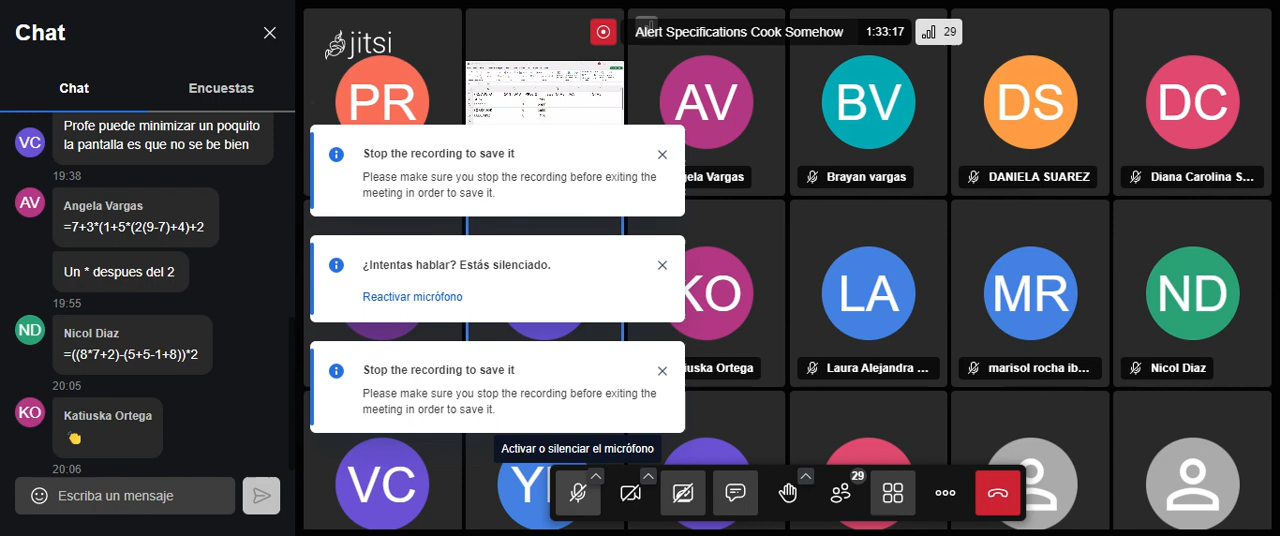 Chat
Chat
Encuestas
VC
Profe puede minimizar un poquito
la pantalla es que no se be bien
19:38
AV
Angela Vargas
=7+3*(1+5*(2(9-7)+4)+2
Un * despues del 2
19:55
ND
Nicol Diaz
=((8*7+2)-(5+5-1+8))*2
20:05
KO
Katiuska Ortega
20:06
Escriba un mensaje
jitsi
Alert Specifications Cook Somehow
1:33:17
29
PR
AV
BV
DS
DC
Vargas
Brayan vargas
DANIELA SUAREZ
Diana Carolina S...
Stop the recording to save it
Please make sure you stop the recording before exiting the
meeting in order to save it.
¿Intentas hablar? Estás silenciado.
Reactivar micrófono
KO
LA
MR
ND
Ortega
Laura Alejandra ...
marisol rocha ib...
Nicol Diaz
Stop the recording to save it
Please make sure you stop the recording before exiting the
meeting in order to save it.
Activar o silenciar el micrófono
VC
29